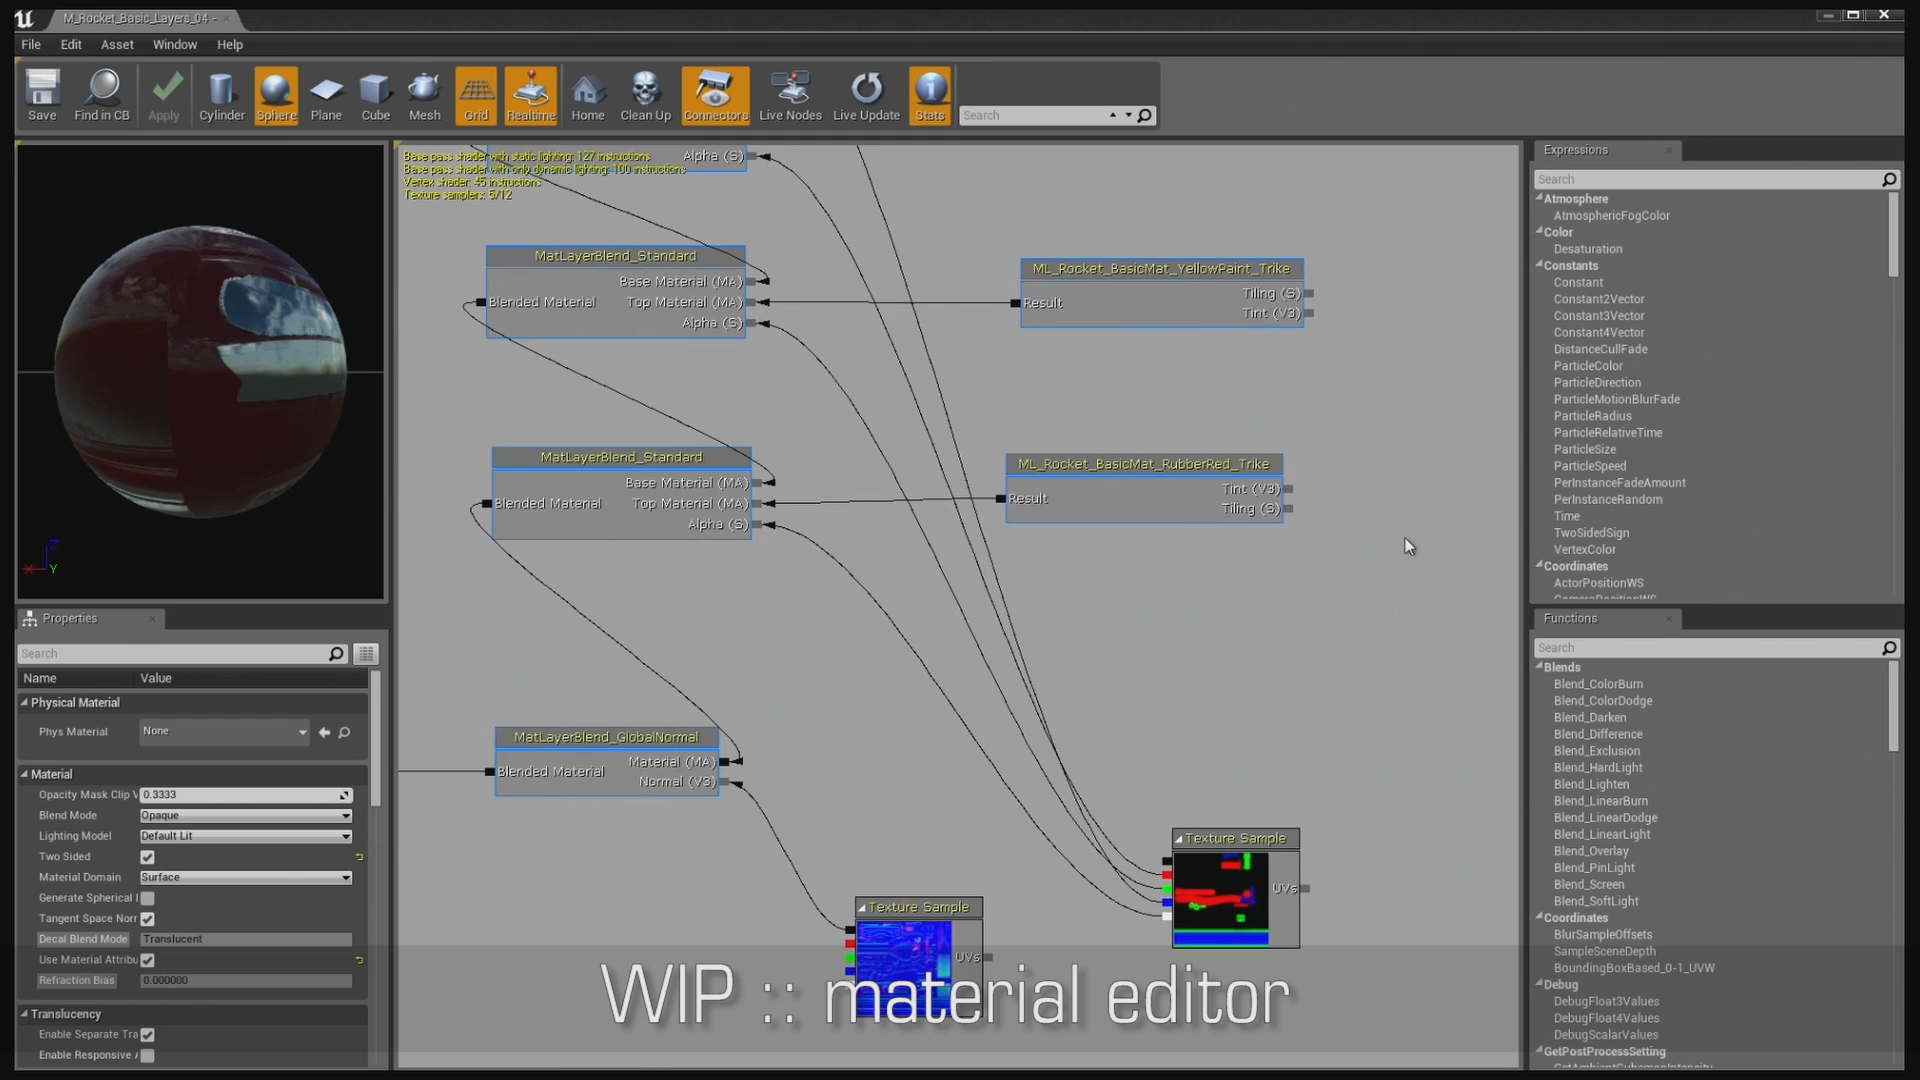 M_Rocket_Basic_Layers_04 -
File Edit Asset Window Help
Save Find in CB Apply Cylinder Sphere Plane Cube Mesh Grid Realtime Home Clean Up Connectors Live Nodes Live Update Stats Search
Base pass shader with static lighting: 127 instructions
Base pass shader with only dynamic lighting: 100 instructions
Vertex shader: 45 instructions
Texture samplers: 5/12
Alpha (S)
MatLayerBlend_Standard
Base Material (MA)
Blended Material Top Material (MA)
Alpha (S)
ML_Rocket_BasicMat_YellowPaint_Trike
Tiling (S)
Result
Tint (V3)
MatLayerBlend_Standard
Base Material (MA)
Blended Material Top Material (MA)
Alpha (S)
ML_Rocket_BasicMat_RubberRed_Trike
Tint (V3)
Result
Tiling (S)
MatLayerBlend_GlobalNormal
Material (MA)
Blended Material
Normal (V3)
Texture Sample
UVs
Texture Sample
UVs
WIP :: material editor
Z
X Y
Properties
Search
Name Value
Physical Material
Phys Material None
Material
Opacity Mask Clip V 0.3333
Blend Mode Opaque
Lighting Model Default Lit
Two Sided
Material Domain Surface
Generate Spherical
Tangent Space Norr
Decal Blend Mode Translucent
Use Material Attribu
Refraction Bias 0.000000
Translucency
Enable Separate Tra
Enable Responsive
Expressions
Search
Atmosphere
AtmosphericFogColor
Color
Desaturation
Constants
Constant
Constant2Vector
Constant3Vector
Constant4Vector
DistanceCullFade
ParticleColor
ParticleDirection
ParticleMotionBlurFade
ParticleRadius
ParticleRelativeTime
ParticleSize
ParticleSpeed
PerInstanceFadeAmount
PerInstanceRandom
Time
TwoSidedSign
VertexColor
Coordinates
ActorPositionWS
Functions
Search
Blends
Blend_ColorBurn
Blend_ColorDodge
Blend_Darken
Blend_Difference
Blend_Exclusion
Blend_HardLight
Blend_Lighten
Blend_LinearBurn
Blend_LinearDodge
Blend_LinearLight
Blend_Overlay
Blend_PinLight
Blend_Screen
Blend_SoftLight
Coordinates
BlurSampleOffsets
SampleSceneDepth
BoundingBoxBased_0-1_UVW
Debug
DebugFloat3Values
DebugFloat4Values
DebugScalarValues
GetPostProcessSetting